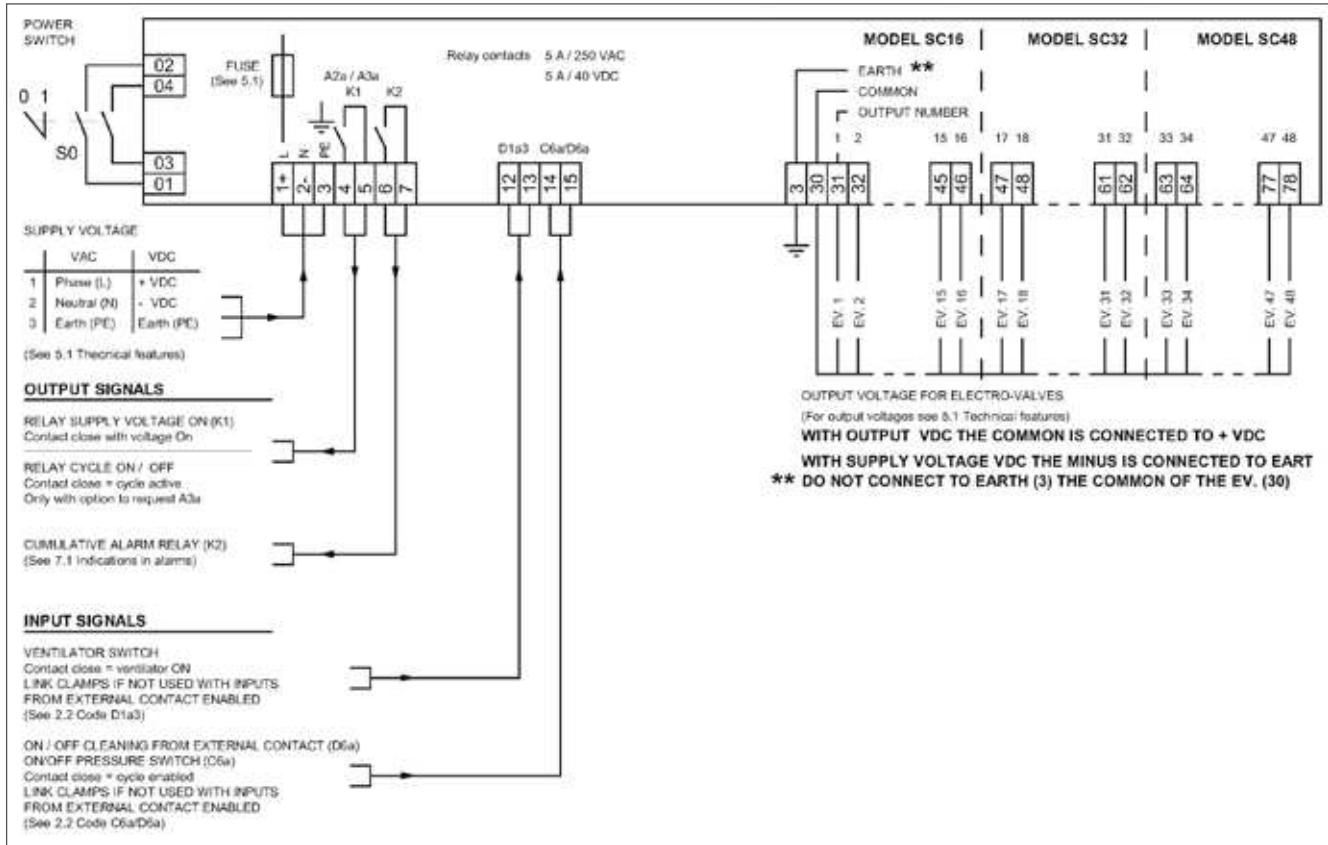 POWER
SWITCH
02
04
0 1
S0
03
01
FUSE
(See 5.1)
A2a / A3a
K1 K2
Relay contacts 5 A / 250 VAC
5 A / 40 VDC
L N PE
1+ 2- 3 4 5 6 7
D1a3 C6a/D6a
12 13 14 15
MODEL SC16 MODEL SC32 MODEL SC48
EARTH **
COMMON
OUTPUT NUMBER
1 2 15 16 17 18 31 32 33 34 47 48
3 30 31 32 45 46 47 48 61 62 63 64 77 78
EV. 1 EV. 2 EV. 15 EV. 16 EV. 17 EV. 18 EV. 31 EV. 32 EV. 33 EV. 34 EV. 47 EV. 48
SUPPLY VOLTAGE
VAC VDC
1 Phase (L) + VDC
2 Neutral (N) - VDC
3 Earth (PE) Earth (PE)
(See 5.1 Thecnical features)
OUTPUT SIGNALS
RELAY SUPPLY VOLTAGE ON (K1)
Contact close with voltage On
RELAY CYCLE ON / OFF
Contact close = cycle active
Only with option to request A3a
CUMULATIVE ALARM RELAY (K2)
(See 7.1 Indications in alarms)
INPUT SIGNALS
VENTILATOR SWITCH
Contact close = ventilator ON
LINK CLAMPS IF NOT USED WITH INPUTS
FROM EXTERNAL CONTACT ENABLED
(See 2.2 Code D1a3)
ON / OFF CLEANING FROM EXTERNAL CONTACT (D6a)
ON/OFF PRESSURE SWITCH (C6a)
Contact close = cycle enabled
LINK CLAMPS IF NOT USED WITH INPUTS
FROM EXTERNAL CONTACT ENABLED
(See 2.2 Code C6a/D6a)
OUTPUT VOLTAGE FOR ELECTRO-VALVES
(For output voltages see 5.1 Technical features)
WITH OUTPUT VDC THE COMMON IS CONNECTED TO + VDC
WITH SUPPLY VOLTAGE VDC THE MINUS IS CONNECTED TO EART
** DO NOT CONNECT TO EARTH (3) THE COMMON OF THE EV. (30)